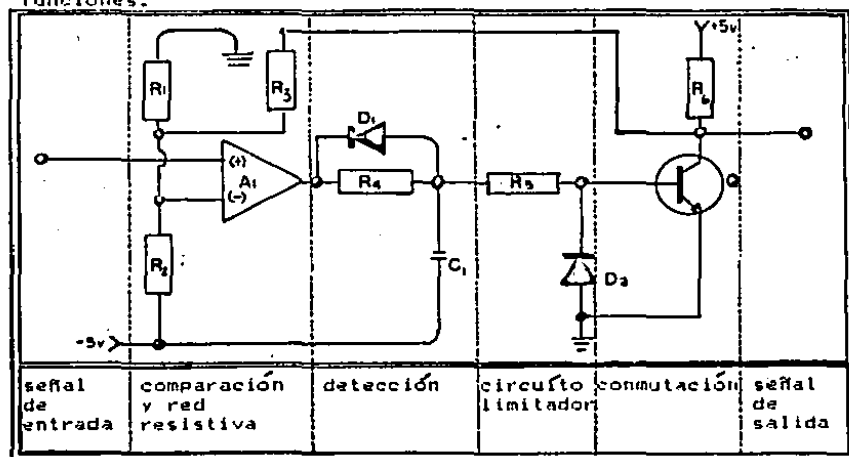 funciones.
+5v
R1
R3
R6
D1
(+)
A1
(-)
R4
R5
Q
R2
C1
D2
-5v
señal de entrada
comparación y red resistiva
detección
circuito limitador
conmutación
señal de salida